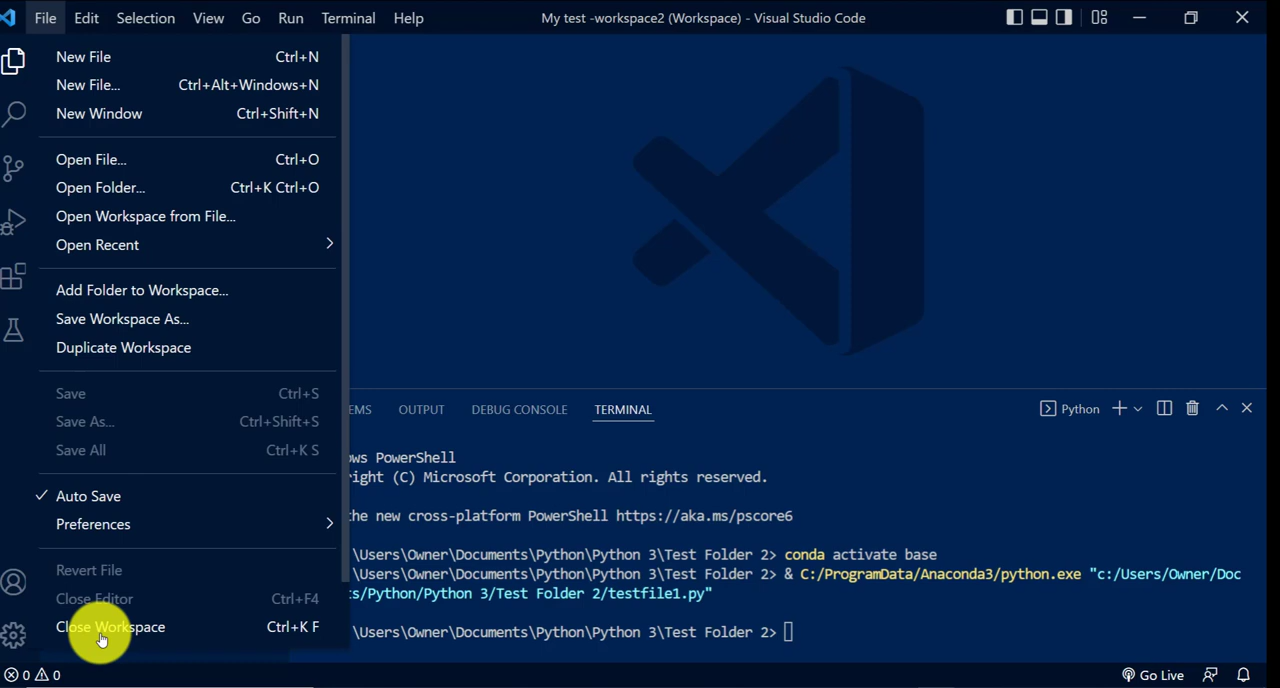 File Edit Selection View Go Run Terminal Help My test -workspace2 (Workspace) - Visual Studio Code
New File Ctrl+N
New File... Ctrl+Alt+Windows+N
New Window Ctrl+Shift+N
Open File... Ctrl+O
Open Folder... Ctrl+K Ctrl+O
Open Workspace from File...
Open Recent
Add Folder to Workspace...
Save Workspace As...
Duplicate Workspace
Save Ctrl+S
Save As... Ctrl+Shift+S
Save All Ctrl+K S
Auto Save
Preferences
Revert File
Close Editor Ctrl+F4
Close Workspace Ctrl+K F
EMS OUTPUT DEBUG CONSOLE TERMINAL Python
ows PowerShell
right (C) Microsoft Corporation. All rights reserved.
the new cross-platform PowerShell https://aka.ms/pscore6
\Users\Owner\Documents\Python\Python 3\Test Folder 2> conda activate base
\Users\Owner\Documents\Python\Python 3\Test Folder 2> & C:/ProgramData/Anaconda3/python.exe "c:/Users/Owner/Doc
s/Python/Python 3/Test Folder 2/testfile1.py"
\Users\Owner\Documents\Python\Python 3\Test Folder 2>
0 0 Go Live